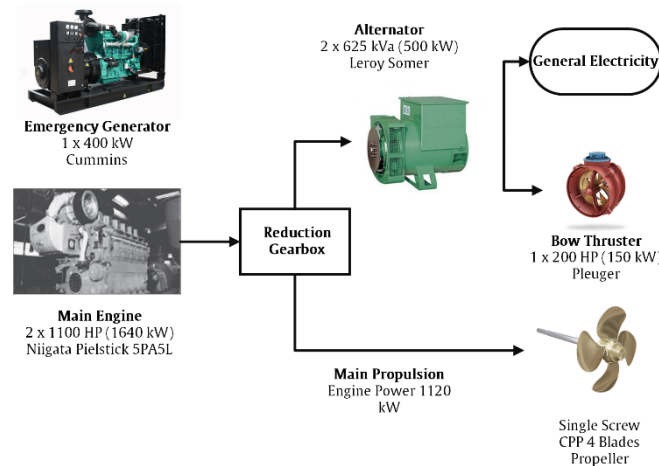 Alternator
2 x 625 kVa (500 kW)
Leroy Somer
General Electricity
Emergency Generator
1 x 400 kW
Cummins
Reduction
Gearbox
Bow Thruster
1 x 200 HP (150 kW)
Pleuger
Main Engine
2 x 1100 HP (1640 kW)
Niigata Pielstick 5PA5L
Main Propulsion
Engine Power 1120
kW
Single Screw
CPP 4 Blades
Propeller